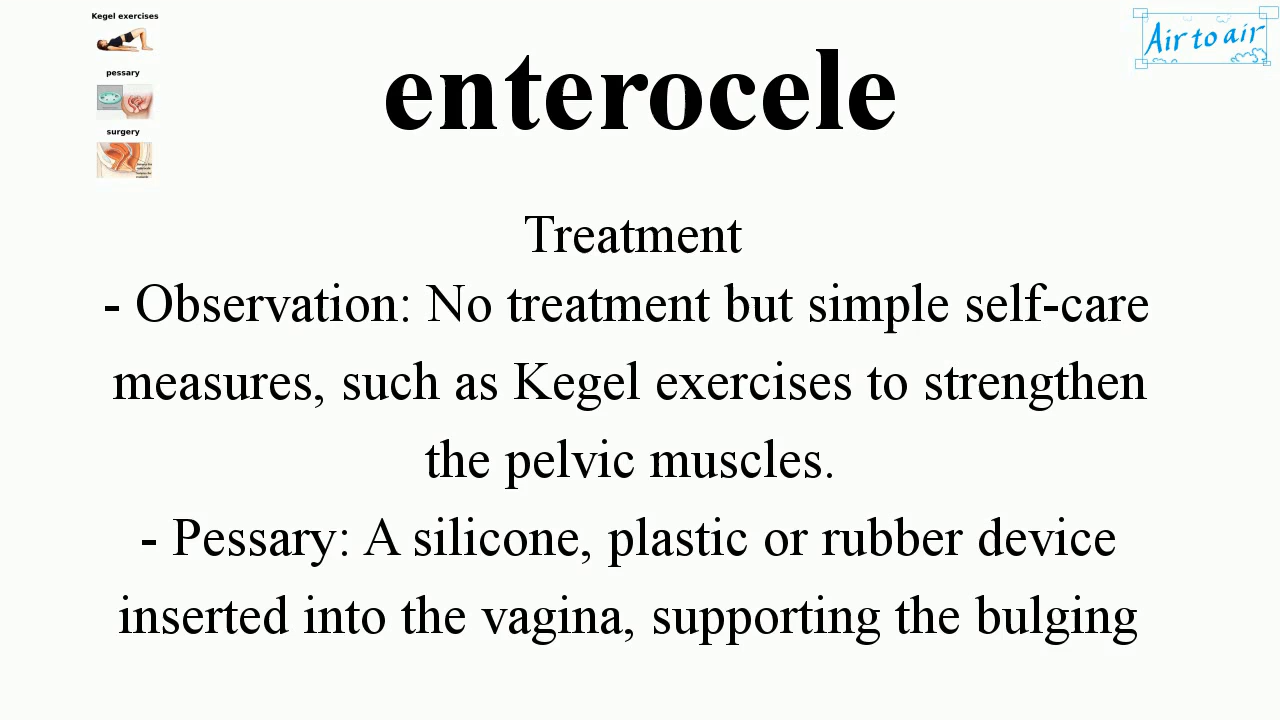 Kegel exercises
pessary
surgery
Air to air
enterocele
Treatment
- Observation: No treatment but simple self-care
measures, such as Kegel exercises to strengthen
the pelvic muscles.
- Pessary: A silicone, plastic or rubber device
inserted into the vagina, supporting the bulging